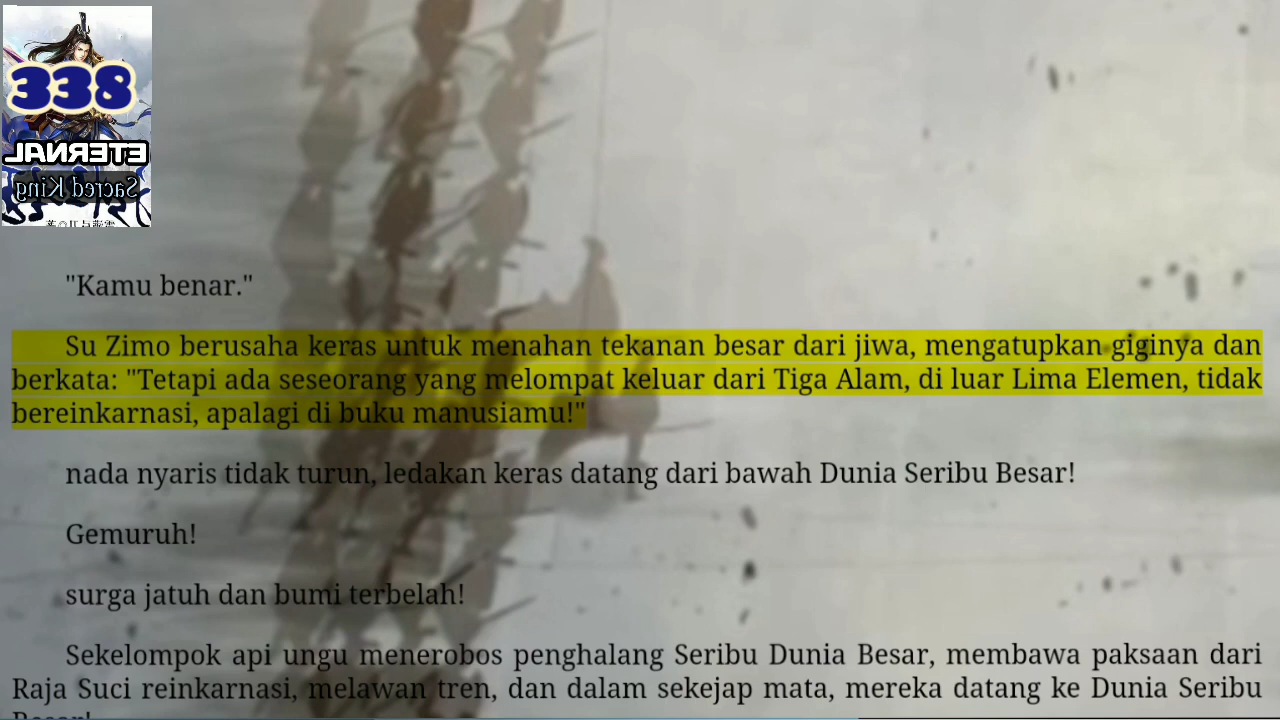 338
ETERNAL
Sacred King
"Kamu benar."
Su Zimo berusaha keras untuk menahan tekanan besar dari jiwa, mengatupkan giginya dan
berkata: "Tetapi ada seseorang yang melompat keluar dari Tiga Alam, di luar Lima Elemen, tidak
bereinkarnasi, apalagi di buku manusiamu!"
nada nyaris tidak turun, ledakan keras datang dari bawah Dunia Seribu Besar!
Gemuruh!
surga jatuh dan bumi terbelah!
Sekelompok api ungu menerobos penghalang Seribu Dunia Besar, membawa paksaan dari
Raja Suci reinkarnasi, melawan tren, dan dalam sekejap mata, mereka datang ke Dunia Seribu
Besar!